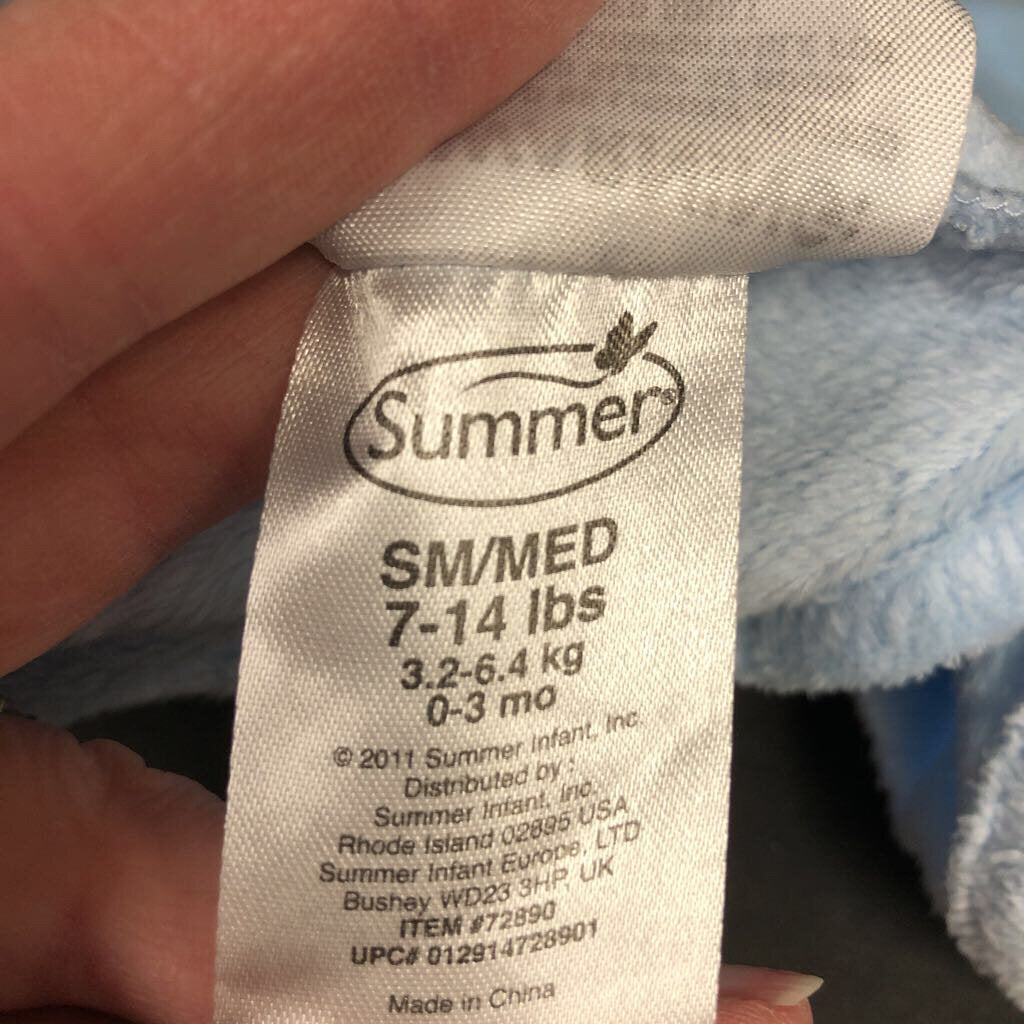 Summer®
SM/MED
7-14 lbs
3.2-6.4 kg
0-3 mo
© 2011 Summer Infant, Inc.
Distributed by :
Summer Infant, Inc.
Rhode Island 02895 USA
Summer Infant Europe, LTD
Bushey WD23 3HP, UK
ITEM #72890
UPC# 012914728901
Made in China